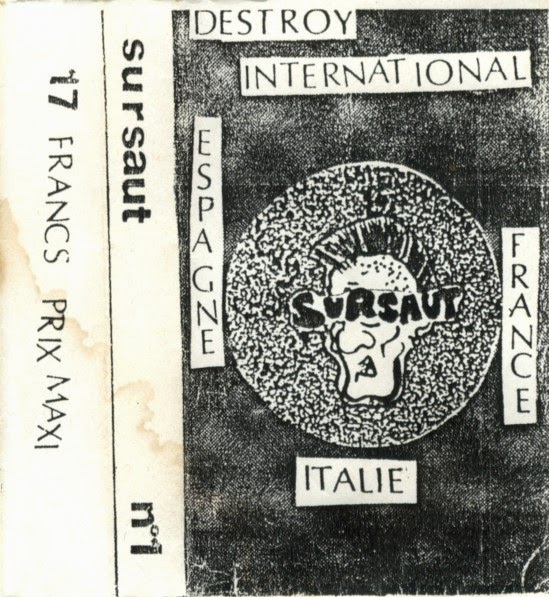 17 FRANCS PRIX MAXI
sursaut
n°1
DESTROY
INTERNATIONAL
ESPAGNE
SURSAUT
FRANCE
ITALIE